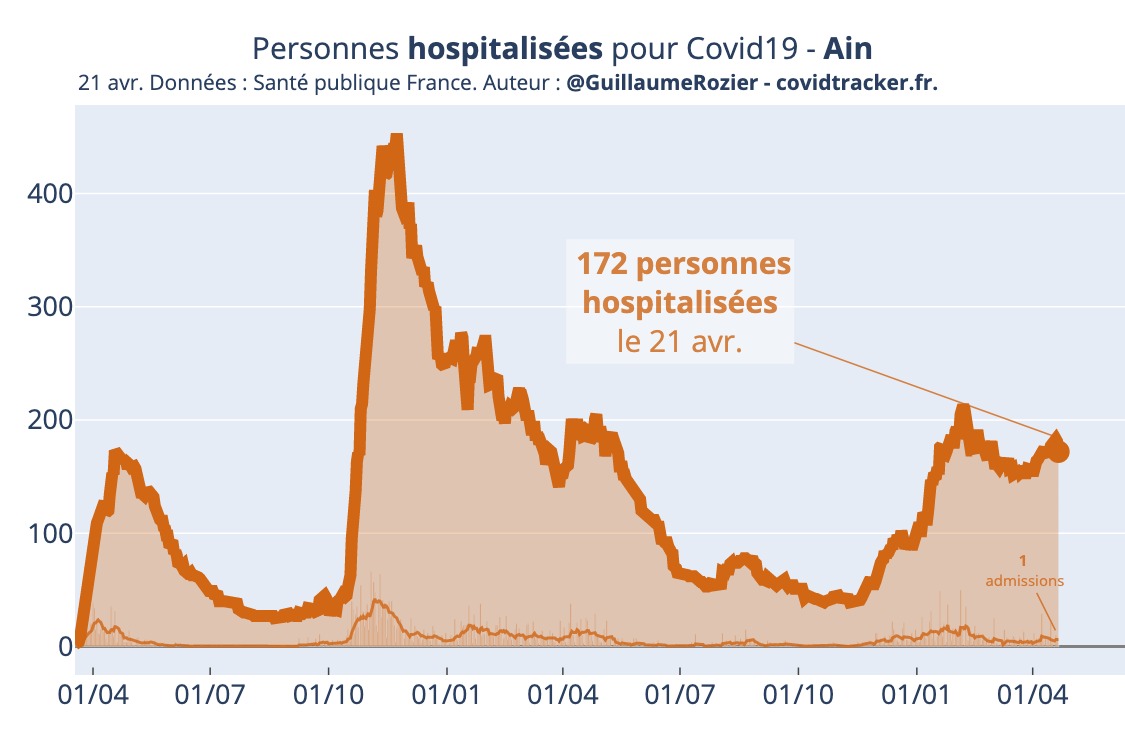 Personnes hospitalisées pour Covid19 - Ain
21 avr. Données : Santé publique France. Auteur : @GuillaumeRozier - covidtracker.fr.
400
300
200
100
0
172 personnes
hospitalisées
le 21 avr.
1
admissions
01/04 01/07 01/10 01/01 01/04 01/07 01/10 01/01 01/04